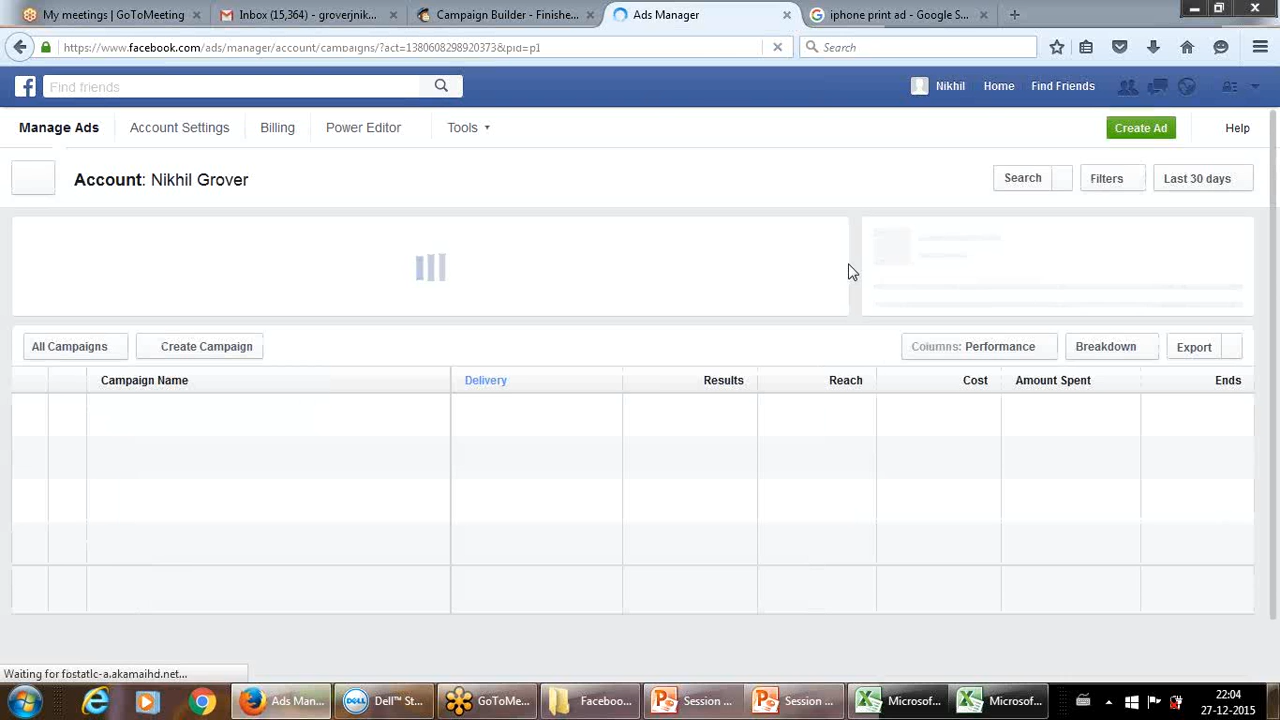 My meetings | GoToMeeting
Inbox (15,364) - groverjnik...
Campaign Builder - Finishe...
Ads Manager
iphone print ad - Google S...
https://www.facebook.com/ads/manager/account/campaigns/?act=1380608298920373&pid=p1
Search
Find friends
Nikhil
Home
Find Friends
Manage Ads
Account Settings
Billing
Power Editor
Tools
Create Ad
Help
Account: Nikhil Grover
Search
Filters
Last 30 days
All Campaigns
Create Campaign
Columns: Performance
Breakdown
Export
Campaign Name
Delivery
Results
Reach
Cost
Amount Spent
Ends
Waiting for fbstatic-a.akamaihd.net...
Ads Man...
DELL
Dell™ St...
GoToMe...
Faceboo...
Session ...
Session ...
Microsof...
Microsof...
22:04
27-12-2015